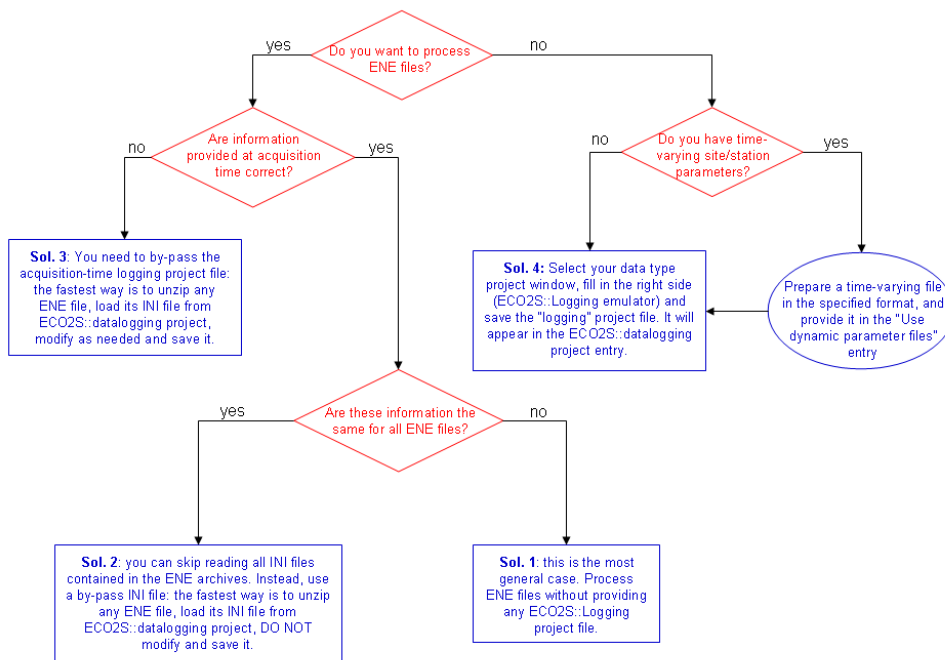 yes
Do you want to process
ENE files?
no
no
Are information
provided at acquisition
time correct?
yes
no
Do you have time-
varying site/station
parameters?
yes
Sol. 3: You need to by-pass the
acquisition-time logging project file:
the fastest way is to unzip any
ENE file, load its INI file from
ECO2S::datalogging project,
modify as needed and save it.
Sol. 4: Select your data type
project window, fill in the right side
(ECO2S::Logging emulator) and
save the "logging" project file. It will
appear in the ECO2S::datalogging
project entry.
Prepare a time-varying file
in the specified format, and
provide it in the "Use
dynamic parameter files"
entry
yes
Are these information the
same for all ENE files?
no
Sol. 2: you can skip reading all INI files
contained in the ENE archives. Instead, use
a by-pass INI file: the fastest way is to unzip
any ENE file, load its INI file from
ECO2S::datalogging project, DO NOT
modify and save it.
Sol. 1: this is the most
general case. Process
ENE files without providing
any ECO2S::Logging
project file.